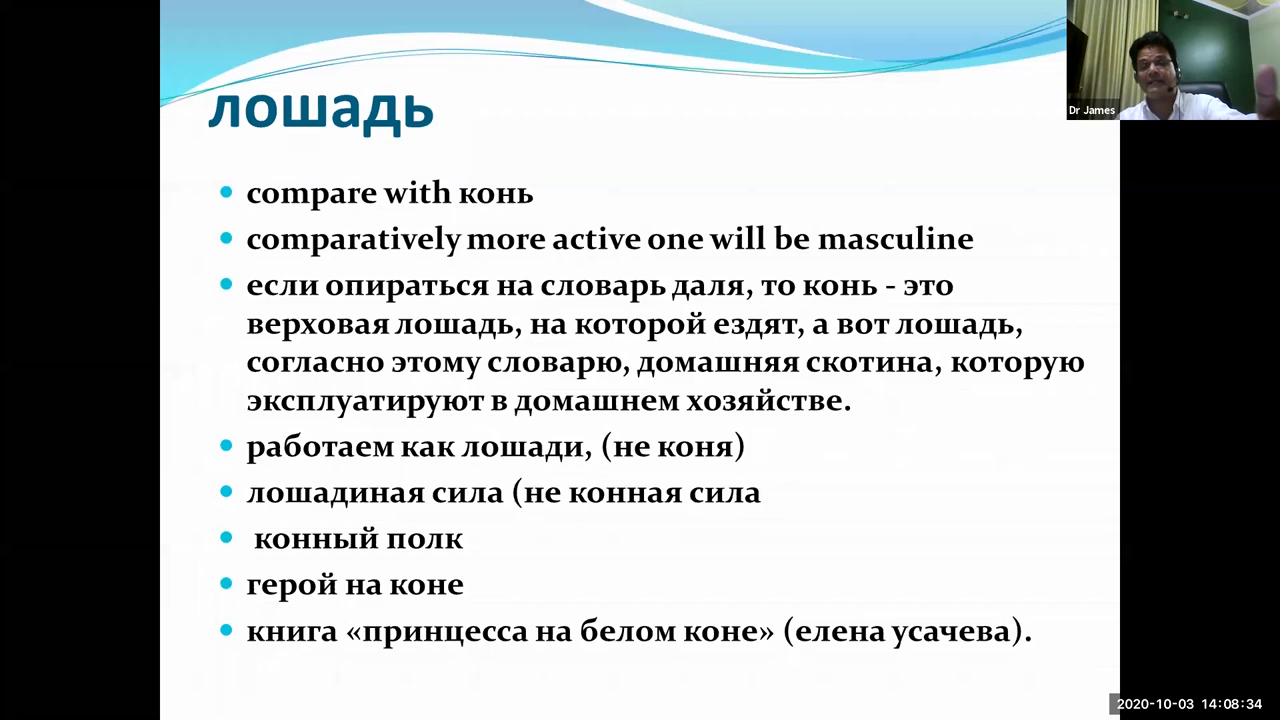 Dr James
лошадь
compare with конь
comparatively more active one will be masculine
если опираться на словарь даля, то конь - это
верховая лошадь, на которой ездят, а вот лошадь,
согласно этому словарю, домашняя скотина, которую
эксплуатируют в домашнем хозяйстве.
работаем как лошади, (не коня)
лошадиная сила (не конная сила
конный полк
герой на коне
книга «принцесса на белом коне» (елена усачева).
2020-10-03 14:08:34